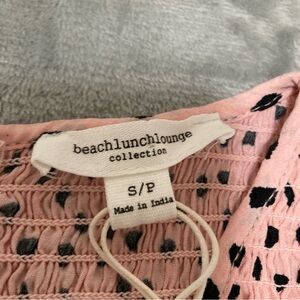 beachlunchlounge
collection
S/P
Made in India